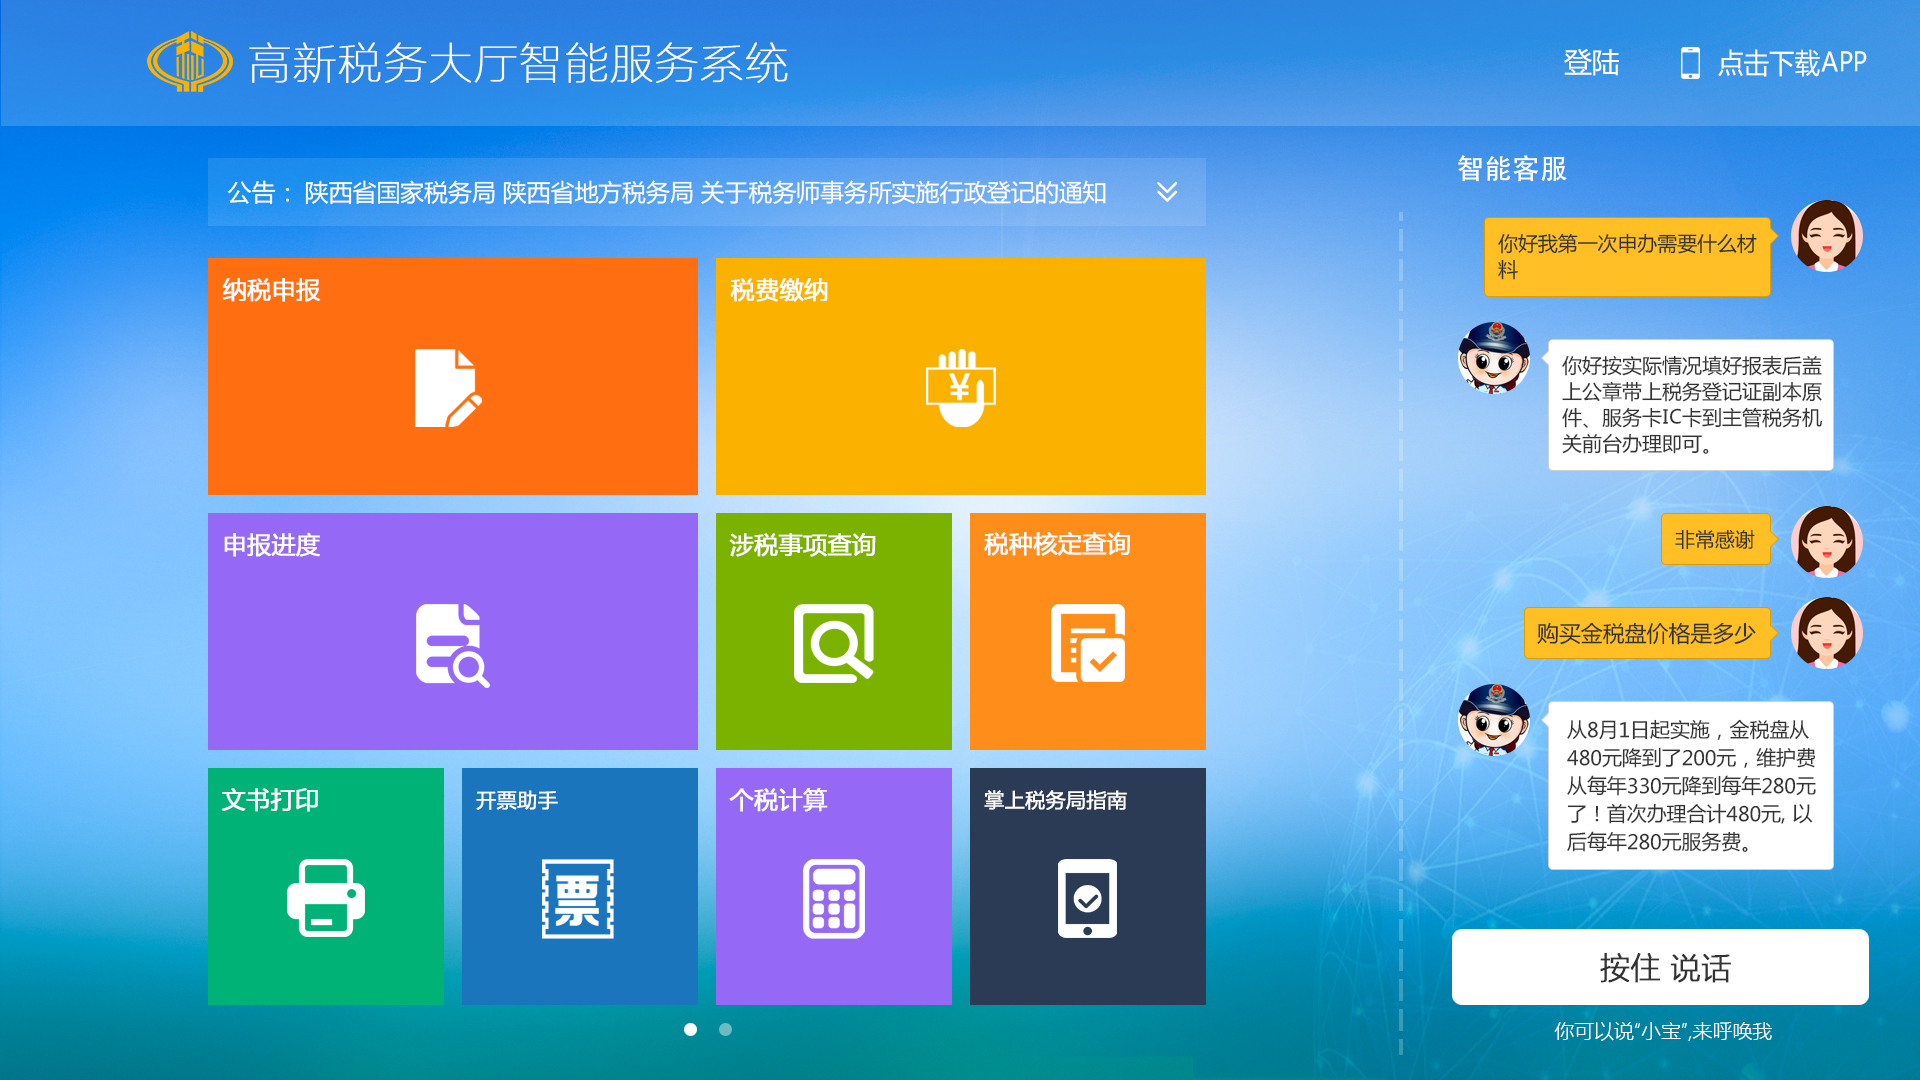 高新税务大厅智能服务系统
登陆
点击下载APP
公告： 陕西省国家税务局 陕西省地方税务局 关于税务师事务所实施行政登记的通知
纳税申报
税费缴纳
¥
申报进度
涉税事项查询
税种核定查询
文书打印
开票助手
票
个税计算
掌上税务局指南
智能客服
你好我第一次申办需要什么材
料
你好按实际情况填好报表后盖
上公章带上税务登记证副本原
件、服务卡IC卡到主管税务机
关前台办理即可。
非常感谢
购买金税盘价格是多少
从8月1日起实施，金税盘从
480元降到了200元，维护费
从每年330元降到每年280元
了！首次办理合计480元, 以
后每年280元服务费。
按住 说话
你可以说“小宝”,来呼唤我